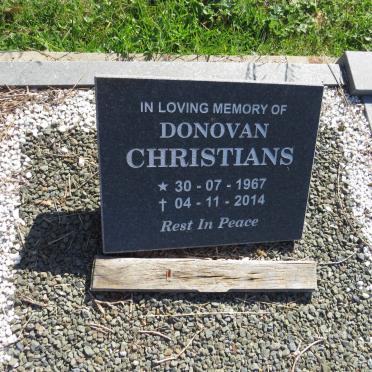 IN LOVING MEMORY OF
DONOVAN
CHRISTIANS
★ 30 - 07 - 1967
† 04 - 11 - 2014
Rest In Peace